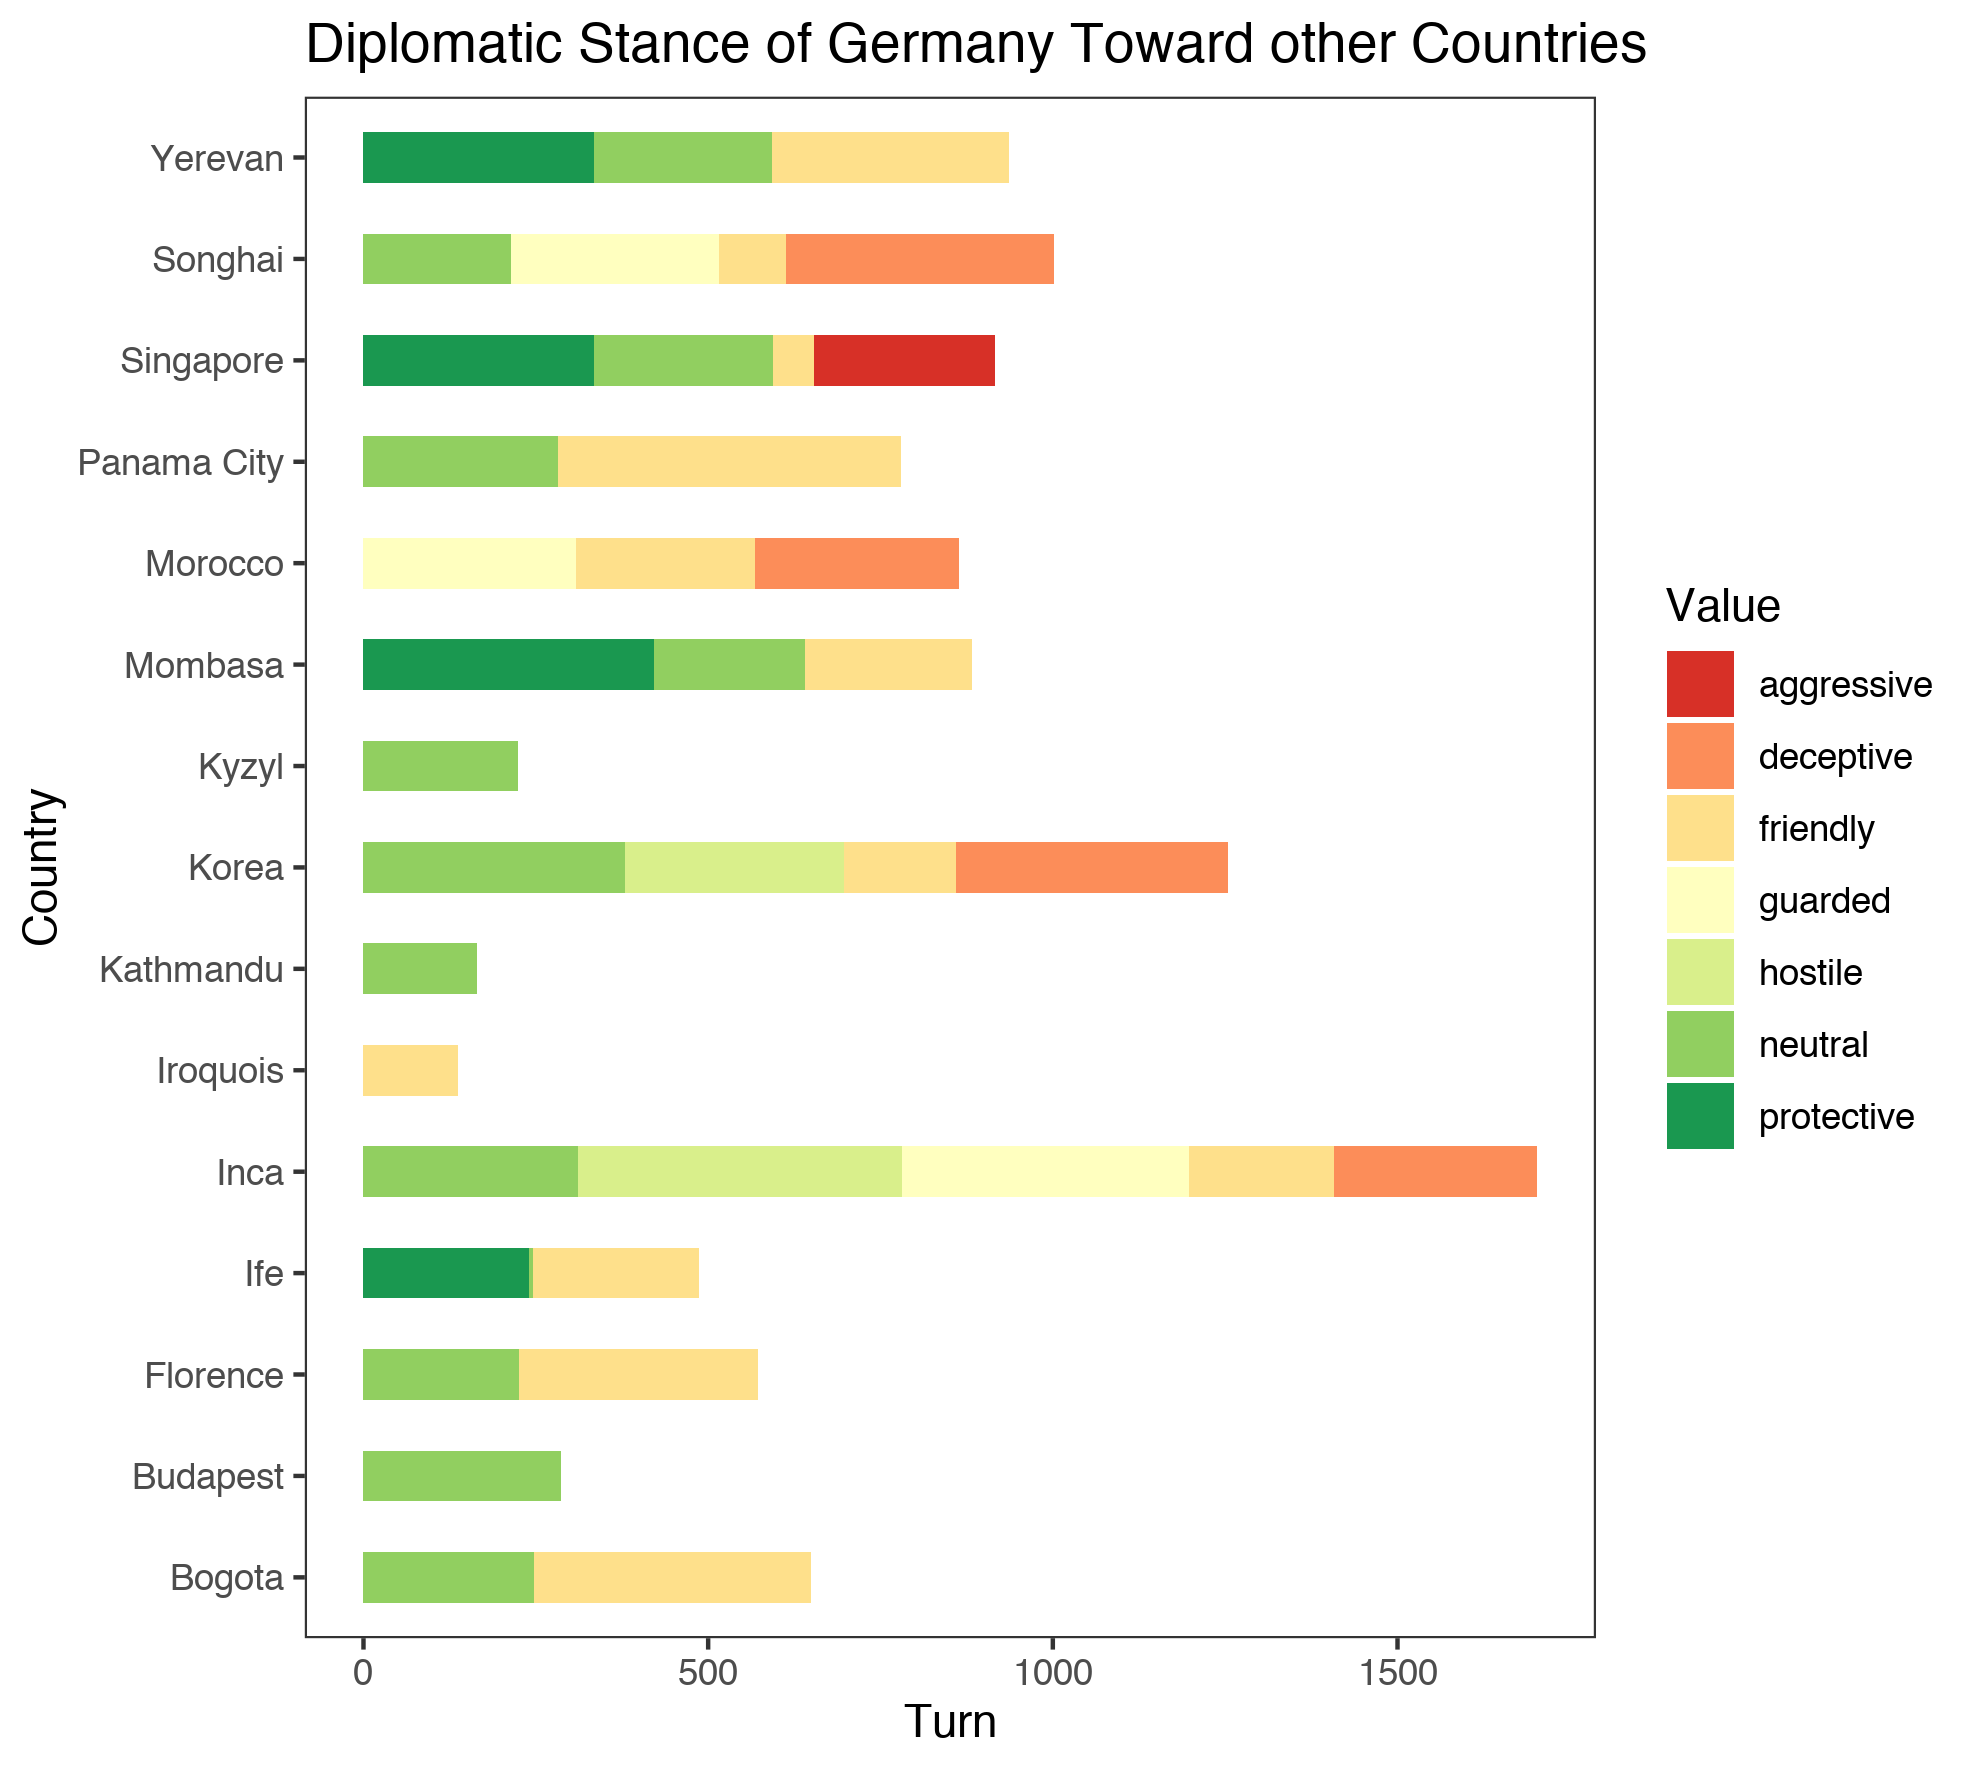 Diplomatic Stance of Germany Toward other Countries
Yerevan
Songhai
Singapore
Panama City
Morocco
Mombasa
Kyzyl
Korea
Kathmandu
Iroquois
Inca
Ife
Florence
Budapest
Bogota
Country
0 500 1000 1500
Turn
Value
aggressive
deceptive
friendly
guarded
hostile
neutral
protective